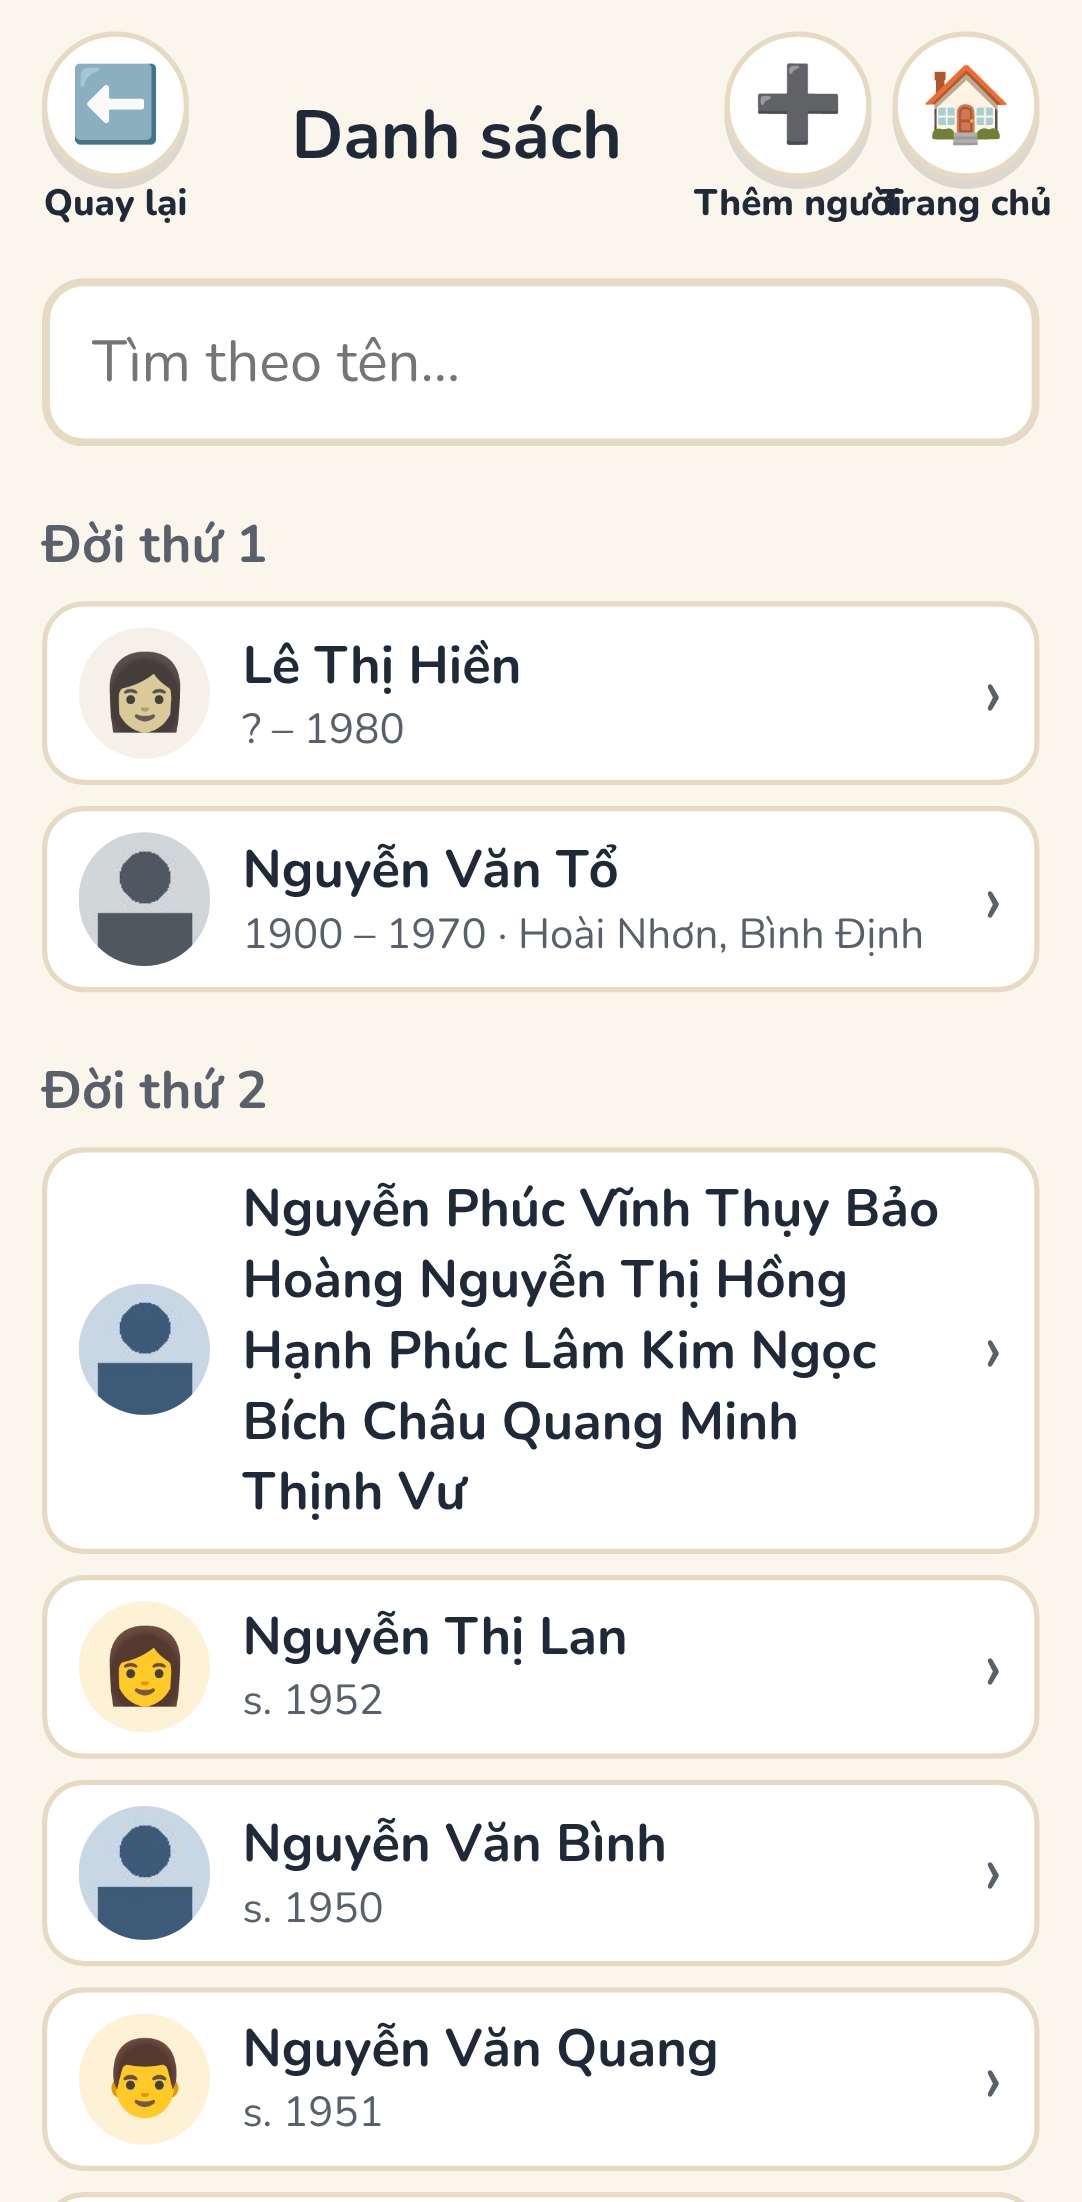 Danh sách
Quay lại
Thêm người
Trang chủ
Tìm theo tên...
Đời thứ 1
Lê Thị Hiền
? – 1980
›
Nguyễn Văn Tổ
1900 – 1970 · Hoài Nhơn, Bình Định
›
Đời thứ 2
Nguyễn Phúc Vĩnh Thụy Bảo
Hoàng Nguyễn Thị Hồng
Hạnh Phúc Lâm Kim Ngọc
Bích Châu Quang Minh
Thịnh Vư
›
Nguyễn Thị Lan
s. 1952
›
Nguyễn Văn Bình
s. 1950
›
Nguyễn Văn Quang
s. 1951
›